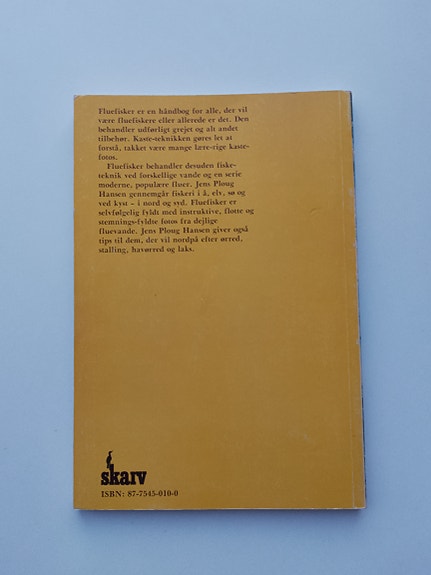 Fluefisker er en håndbog for alle, der vil
være fluefiskere eller allerede er det. Den
behandler udførligt grejet og alt andet
tilbehør. Kaste-teknikken gøres let at
forstå, takket være mange lære-rige kaste-
fotos.
Fluefisker behandler desuden fiske-
teknik ved forskellige vande og en serie
moderne, populære fluer. Jens Ploug
Hansen gennemgår fiskeri i å, elv, sø og
ved kyst – i nord og syd. Fluefisker er
selvfølgelig fyldt med instruktive, flotte og
stemnings-fyldte fotos fra dejlige
fluevande. Jens Ploug Hansen giver også
tips til dem, der vil nordpå efter ørred,
stalling, havørred og laks.
skarv
ISBN: 87-7545-010-0